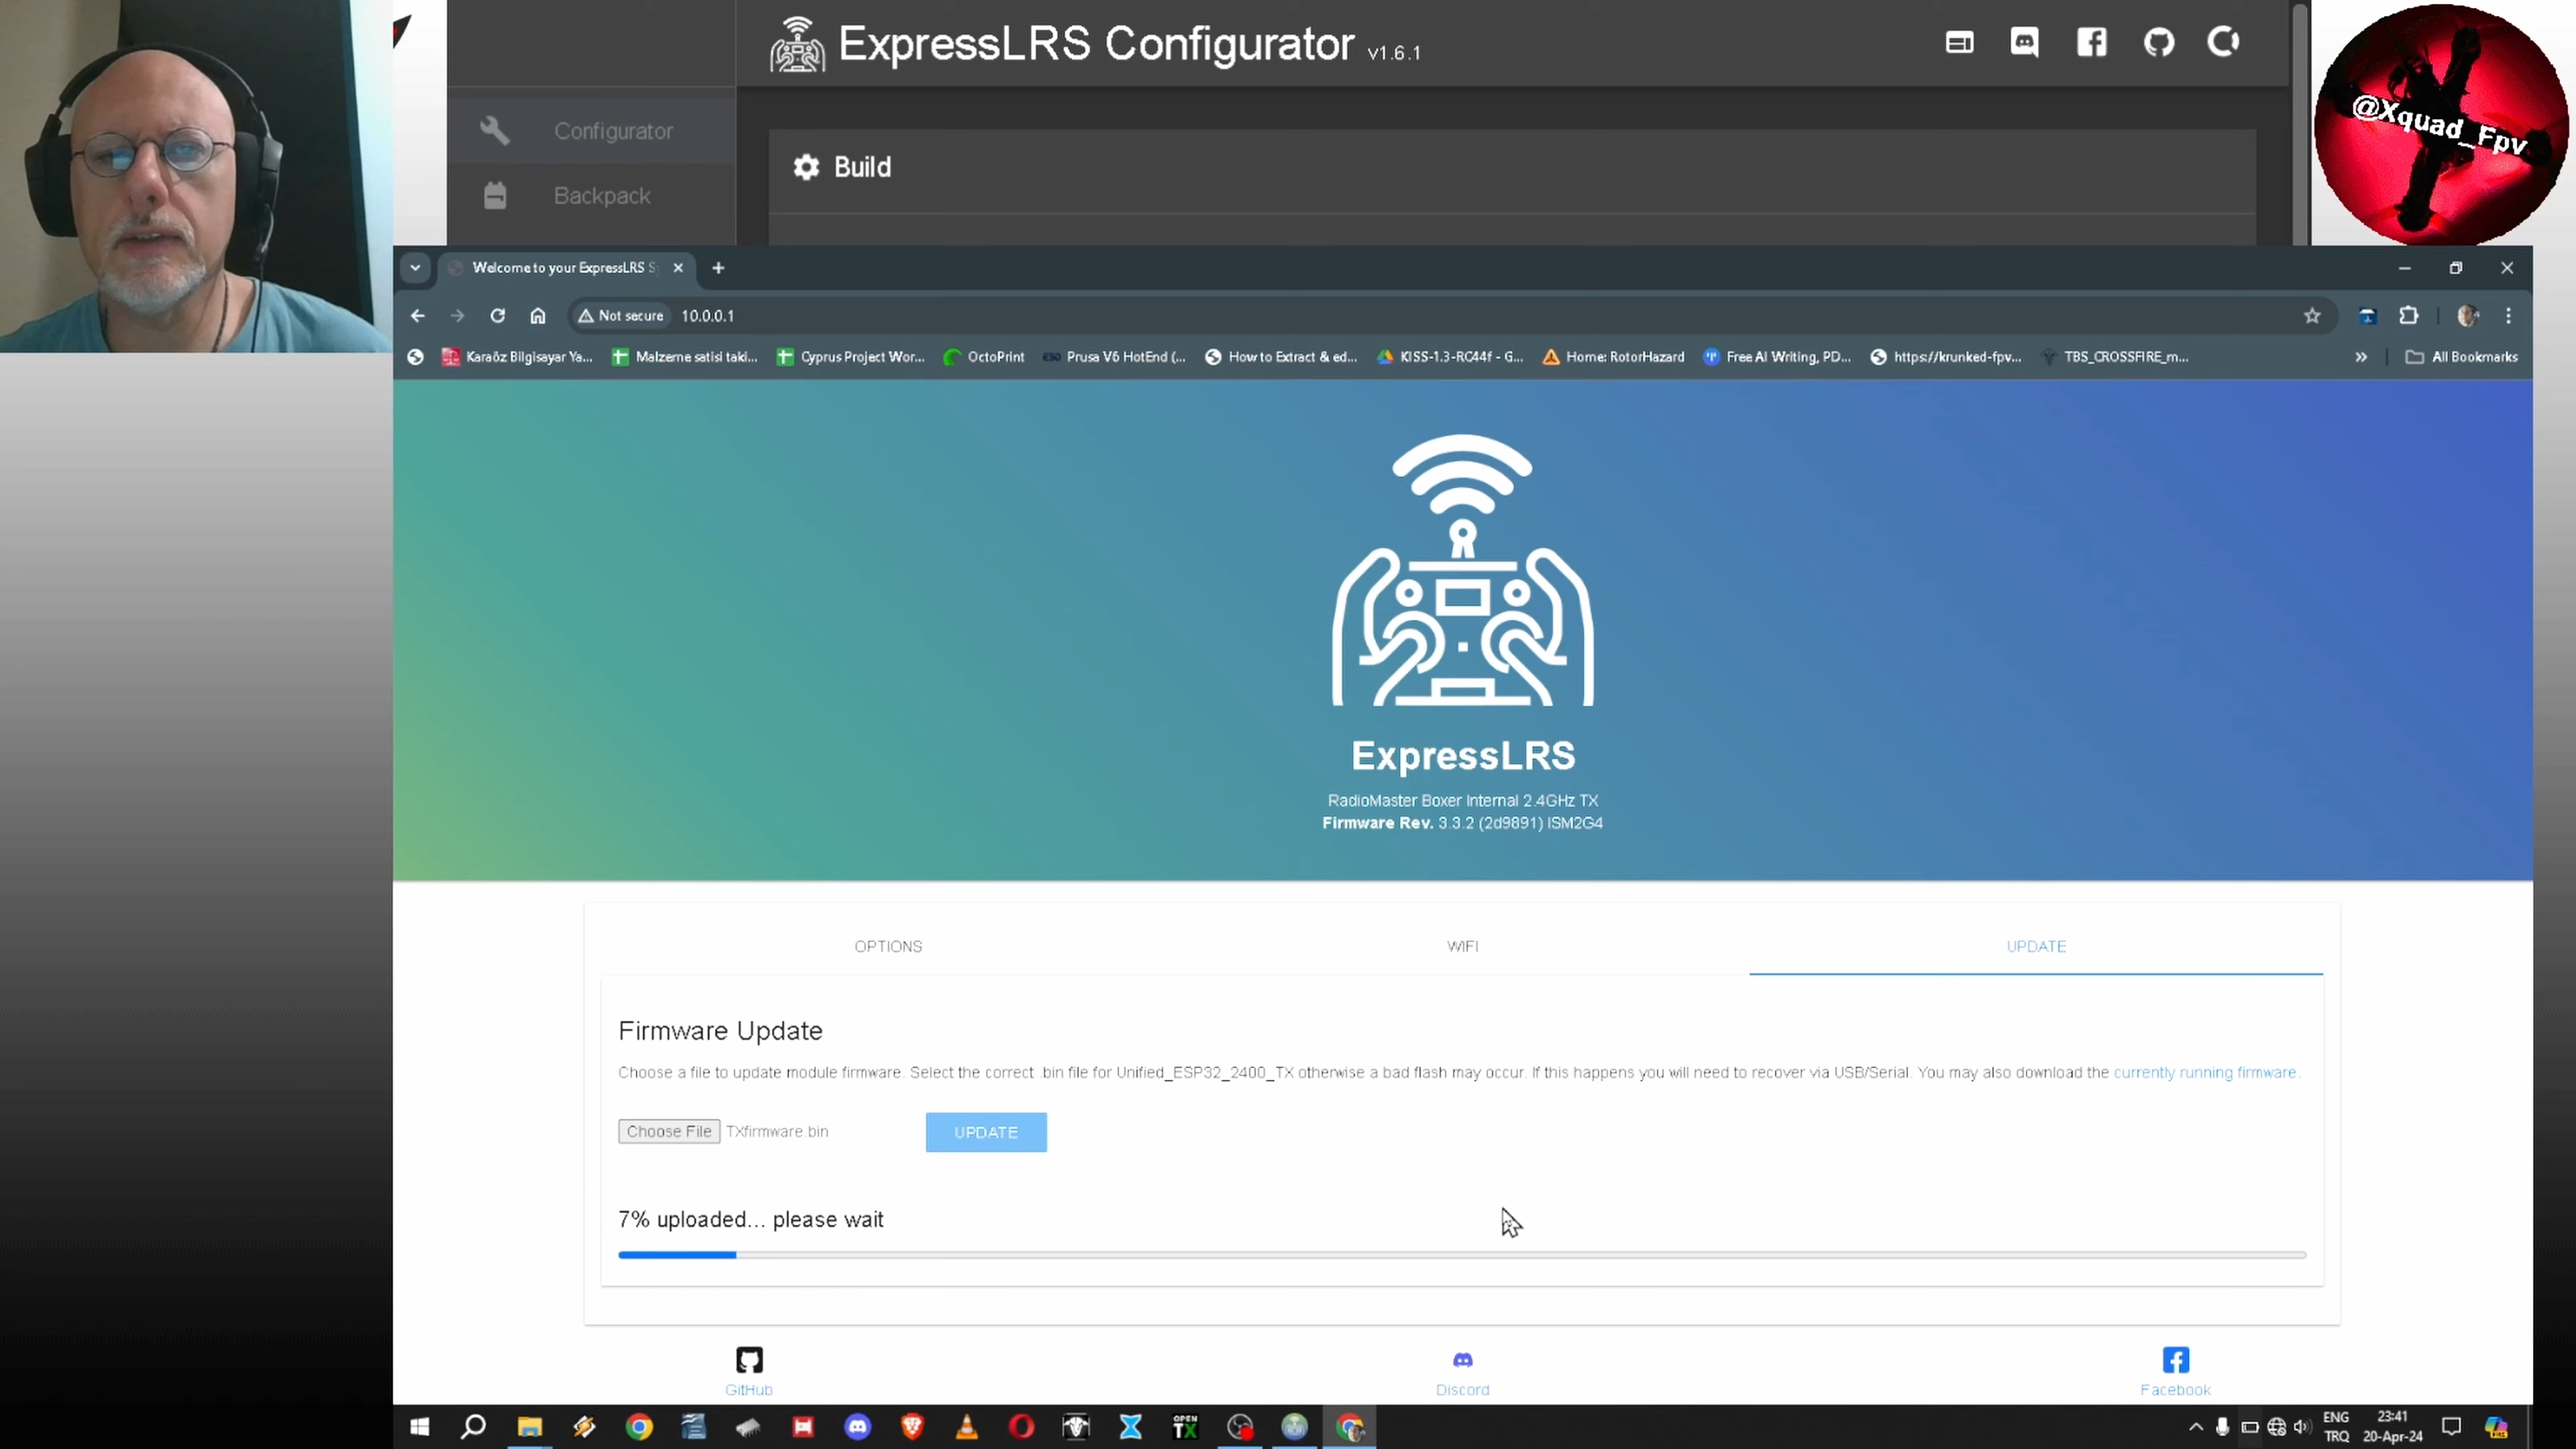 ExpressLRS Configurator v1.6.1
Configurator
Backpack
Build
@Xquad_Fpv
Welcome to your ExpressLRS S
Not secure 10.0.0.1
Karaöz Bilgisayar Ya... Malzeme satisi taki... Cyprus Project Wor... OctoPrint Prusa V6 HotEnd (... How to Extract & ed... KISS-1.3-RC44f - G... Home: RotorHazard Free AI Writing, PD... https://krunked-fpv... TBS_CROSSFIRE_m... » All Bookmarks
ExpressLRS
RadioMaster Boxer Internal 2.4GHz TX
Firmware Rev. 3.3.2 (2d9891) ISM2G4
OPTIONS WIFI UPDATE
Firmware Update
Choose a file to update module firmware. Select the correct .bin file for Unified_ESP32_2400_TX otherwise a bad flash may occur. If this happens you will need to recover via USB/Serial. You may also download the currently running firmware.
Choose File TXfirmware.bin UPDATE
7% uploaded... please wait
GitHub Discord Facebook
OPEN TX
ENG 23:41
TRQ 20-Apr-24